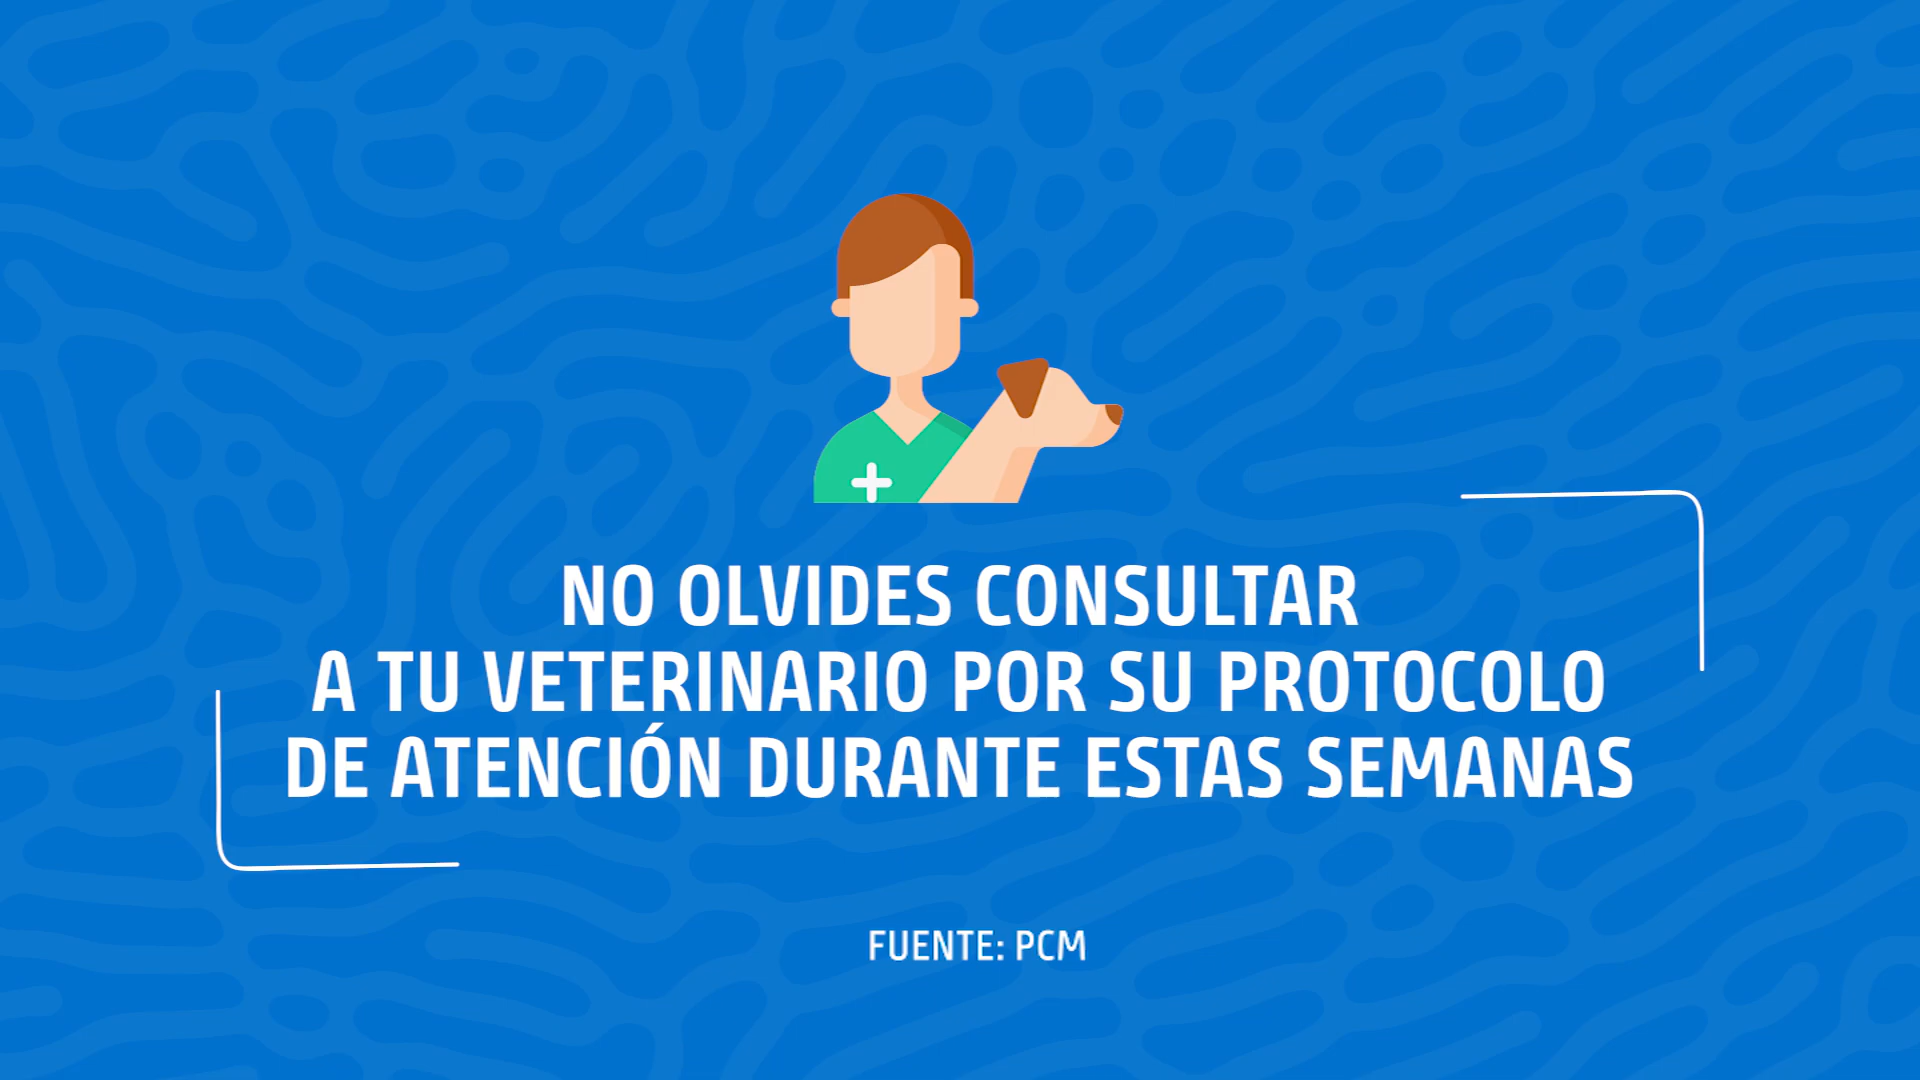 NO OLVIDES CONSULTAR
A TU VETERINARIO POR SU PROTOCOLO
DE ATENCIÓN DURANTE ESTAS SEMANAS
FUENTE: PCM